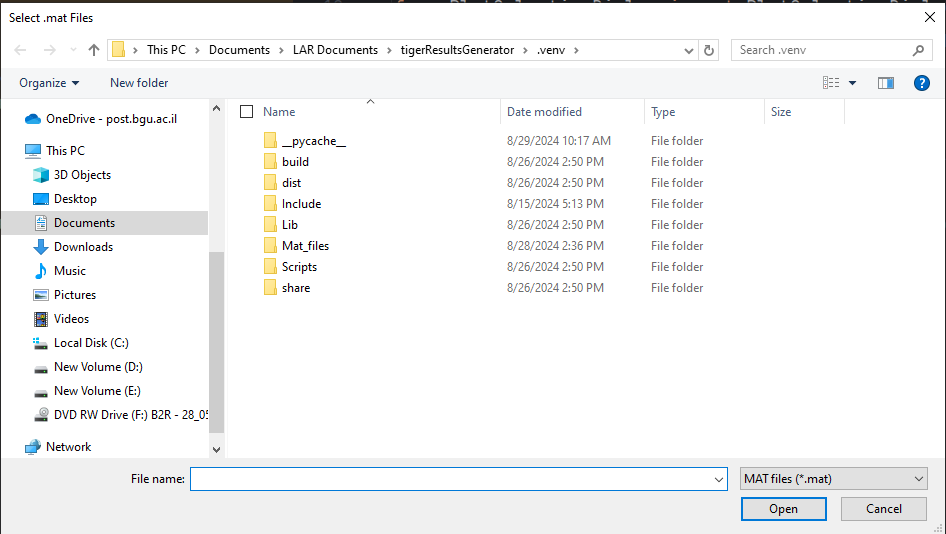 Select .mat Files
This PC > Documents > LAR Documents > tigerResultsGenerator > .venv >
Search .venv
Organize
New folder
OneDrive - post.bgu.ac.il
This PC
3D Objects
Desktop
Documents
Downloads
Music
Pictures
Videos
Local Disk (C:)
New Volume (D:)
New Volume (E:)
DVD RW Drive (F:) B2R - 28_05
Network
Name Date modified Type Size
__pycache__ 8/29/2024 10:17 AM File folder
build 8/26/2024 2:50 PM File folder
dist 8/26/2024 2:50 PM File folder
Include 8/15/2024 5:13 PM File folder
Lib 8/26/2024 2:50 PM File folder
Mat_files 8/28/2024 2:36 PM File folder
Scripts 8/26/2024 2:50 PM File folder
share 8/26/2024 2:50 PM File folder
File name:
MAT files (*.mat)
Open
Cancel